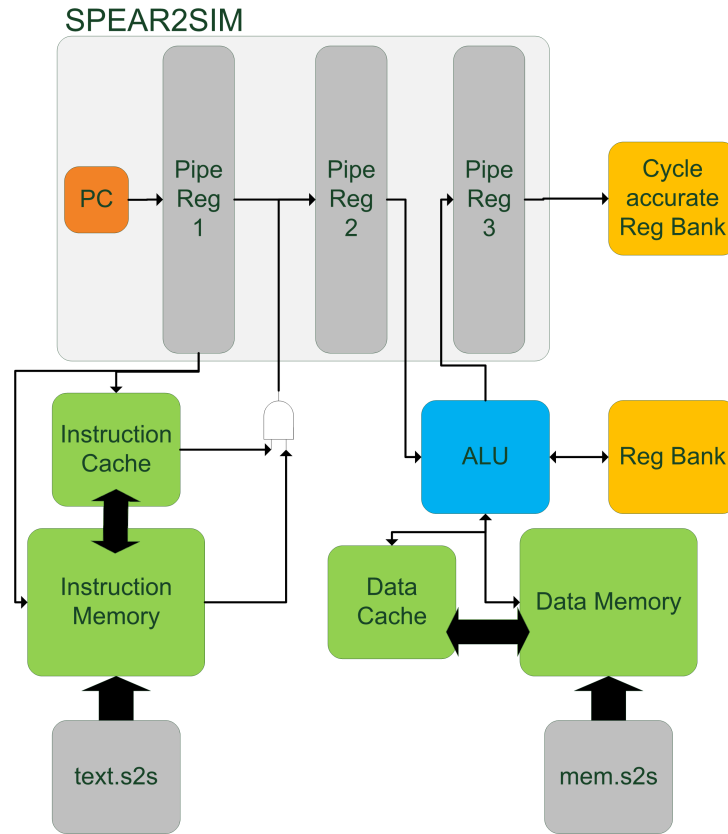 SPEAR2SIM
PC
Pipe
Reg
1
Pipe
Reg
2
Pipe
Reg
3
Cycle
accurate
Reg Bank
Instruction
Cache
ALU
Reg Bank
Instruction
Memory
Data
Cache
Data Memory
text.s2s
mem.s2s